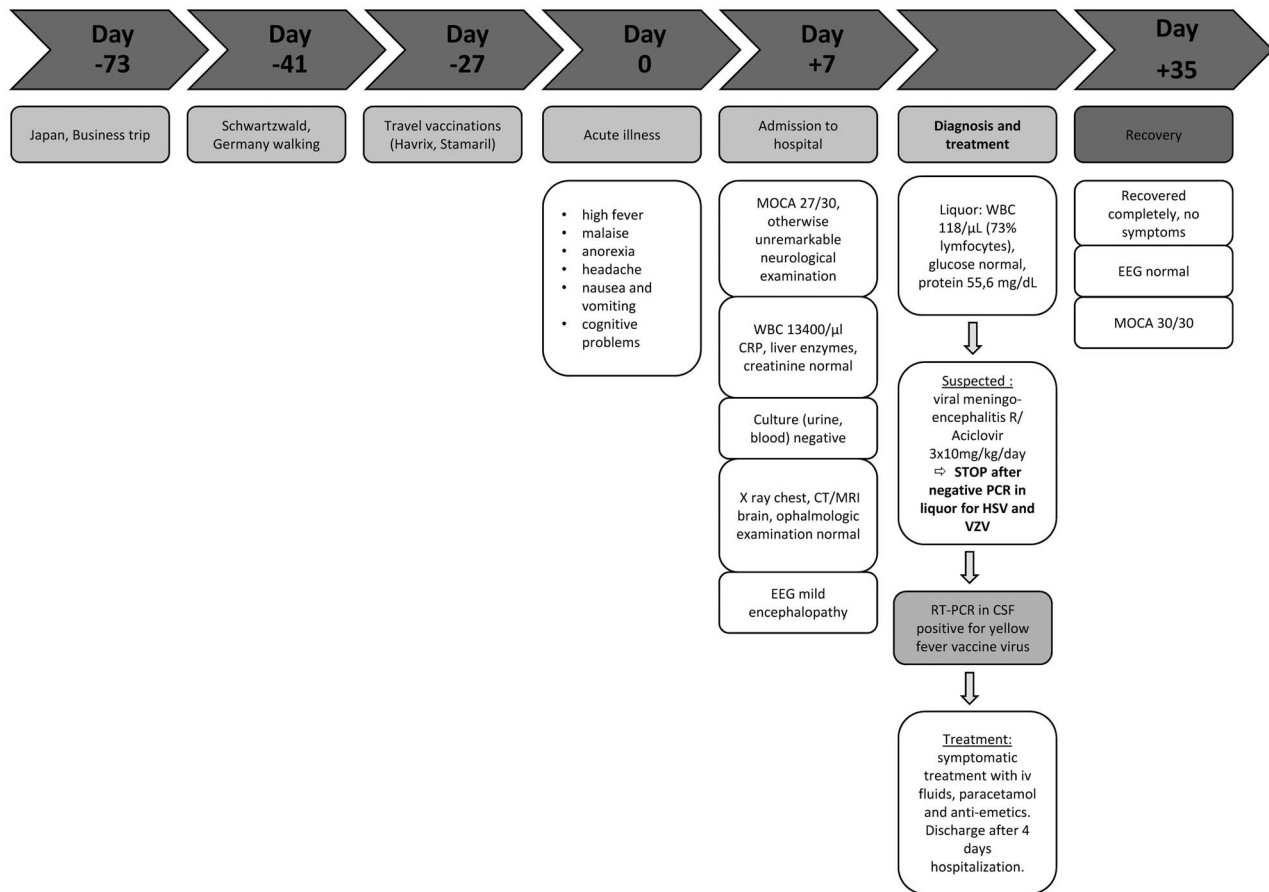 Day
-73
Day
-41
Day
-27
Day
0
Day
+7
Day
+35
Japan, Business trip
Schwartzwald,
Germany walking
Travel vaccinations
(Havrix, Stamaril)
Acute illness
Admission to
hospital
Diagnosis and
treatment
Recovery
• high fever
• malaise
• anorexia
• headache
• nausea and
vomiting
• cognitive
problems
MOCA 27/30,
otherwise
unremarkable
neurological
examination
WBC 13400/µl
CRP, liver enzymes,
creatinine normal
Culture (urine,
blood) negative
X ray chest, CT/MRI
brain, ophalmologic
examination normal
EEG mild
encephalopathy
Liquor: WBC
118/µL (73%
lymfocytes),
glucose normal,
protein 55,6 mg/dL
Suspected :
viral meningo-
encephalitis R/
Aciclovir
3x10mg/kg/day
⇨ STOP after
negative PCR in
liquor for HSV and
VZV
RT-PCR in CSF
positive for yellow
fever vaccine virus
Treatment:
symptomatic
treatment with iv
fluids, paracetamol
and anti-emetics.
Discharge after 4
days
hospitalization.
Recovered
completely, no
symptoms
EEG normal
MOCA 30/30